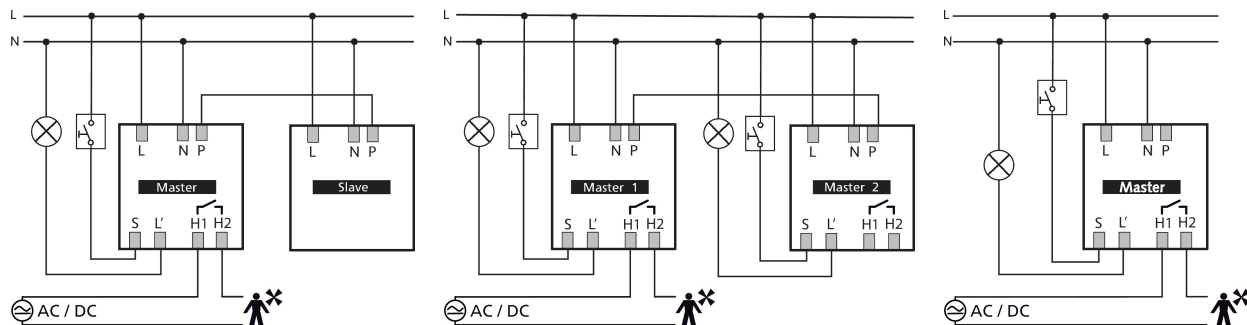 L
N
L N P
Master
S L' H1 H2
L N P
Slave
AC / DC
L
N
L N P
Master 1
S L' H1 H2
L N P
Master 2
S L' H1 H2
AC / DC
L
N
L N P
Master
S L' H1 H2
AC / DC